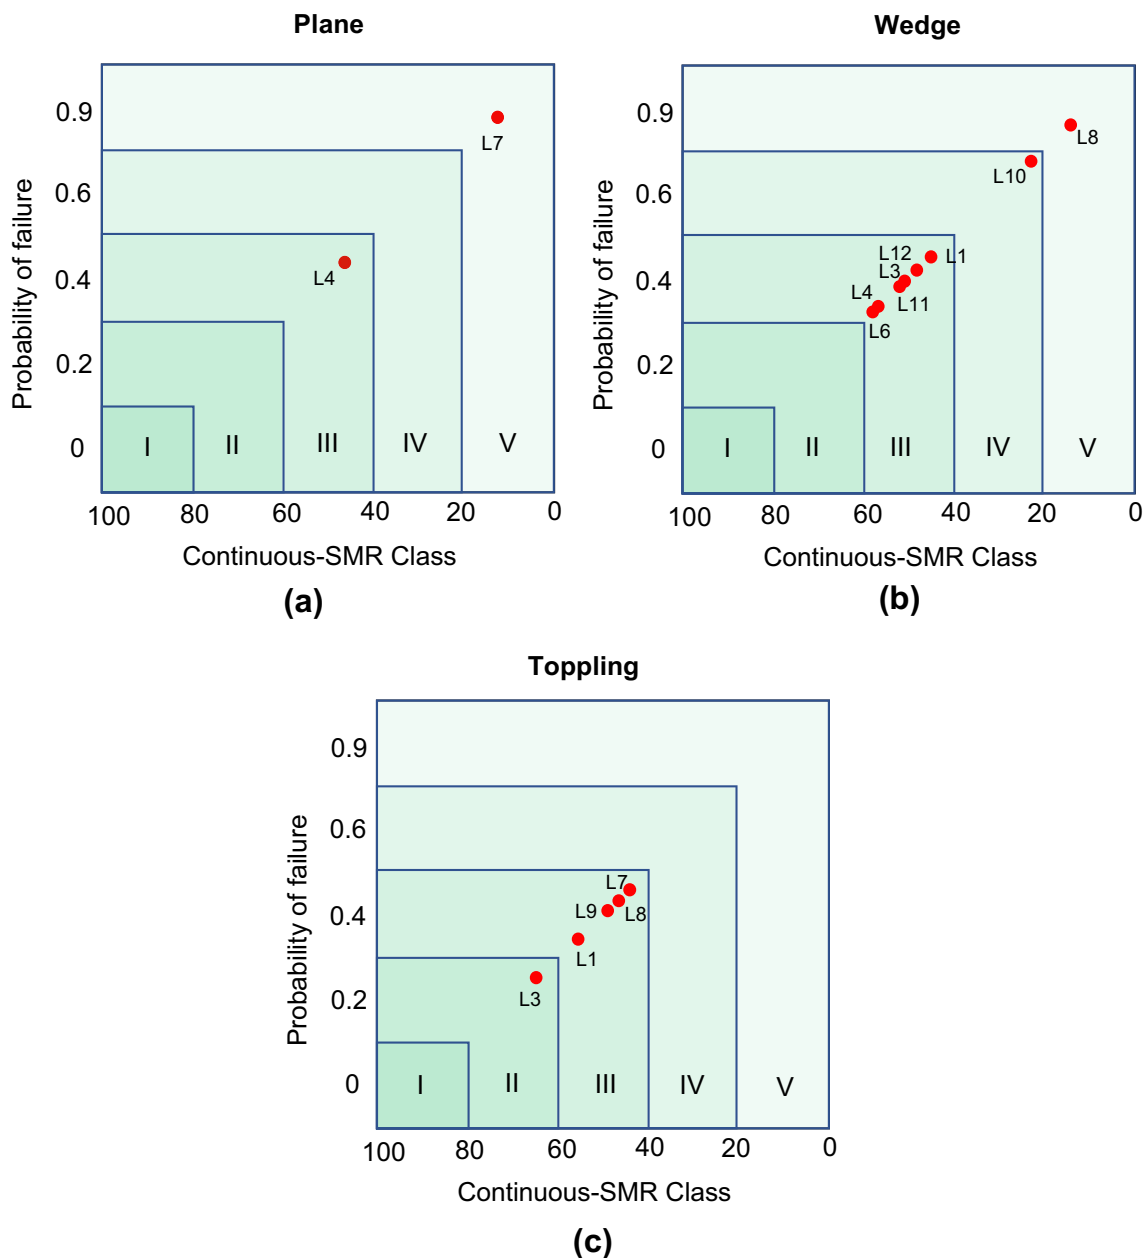 Plane
Probability of failure
0.9
0.6
0.4
0.2
0
L7
L4
I II III IV V
100 80 60 40 20 0
Continuous-SMR Class
(a)
Wedge
Probability of failure
0.9
0.6
0.4
0.2
0
L8
L10
L12 L1
L3
L4 L11
L6
I II III IV V
100 80 60 40 20 0
Continuous-SMR Class
(b)
Toppling
Probability of failure
0.9
0.6
0.4
0.2
0
L7
L9 L8
L1
L3
I II III IV V
100 80 60 40 20 0
Continuous-SMR Class
(c)